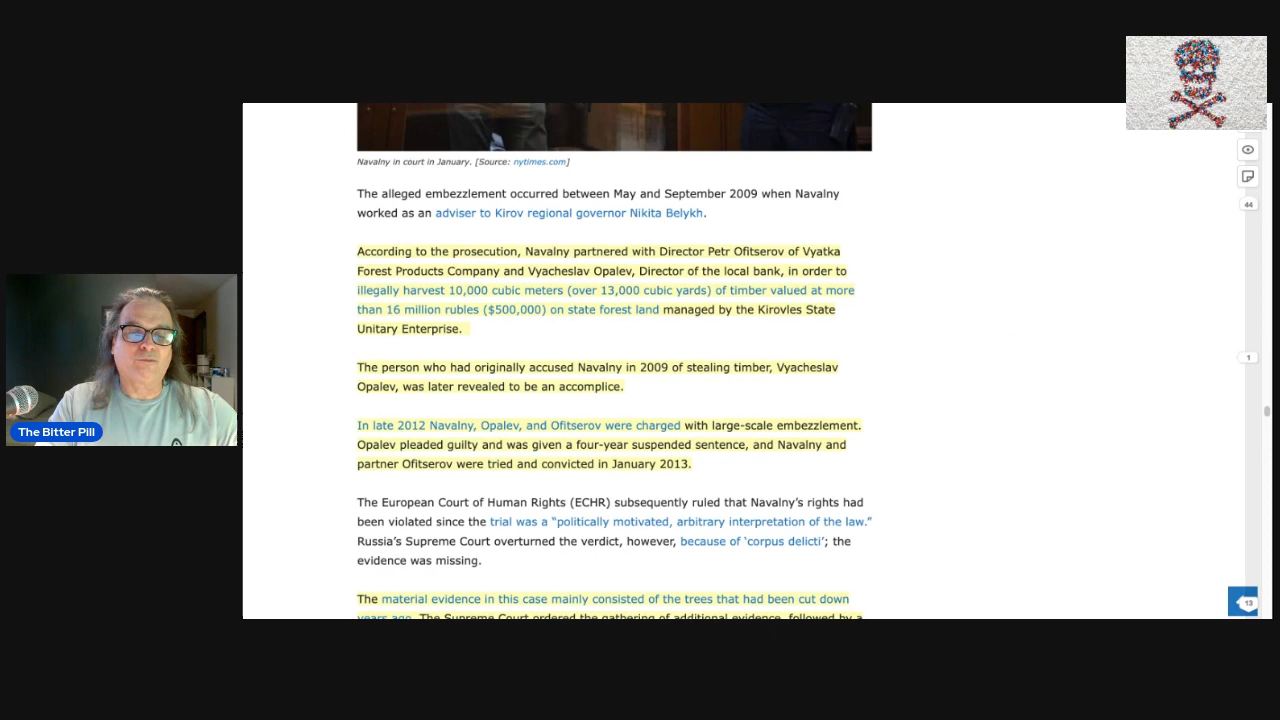 Navalny in court in January. [Source: nytimes.com]
The alleged embezzlement occurred between May and September 2009 when Navalny
worked as an adviser to Kirov regional governor Nikita Belykh.
According to the prosecution, Navalny partnered with Director Petr Ofitserov of Vyatka
Forest Products Company and Vyacheslav Opalev, Director of the local bank, in order to
illegally harvest 10,000 cubic meters (over 13,000 cubic yards) of timber valued at more
than 16 million rubles ($500,000) on state forest land managed by the Kirovles State
Unitary Enterprise.
The person who had originally accused Navalny in 2009 of stealing timber, Vyacheslav
Opalev, was later revealed to be an accomplice.
In late 2012 Navalny, Opalev, and Ofitserov were charged with large-scale embezzlement.
Opalev pleaded guilty and was given a four-year suspended sentence, and Navalny and
partner Ofitserov were tried and convicted in January 2013.
The European Court of Human Rights (ECHR) subsequently ruled that Navalny’s rights had
been violated since the trial was a “politically motivated, arbitrary interpretation of the law.”
Russia’s Supreme Court overturned the verdict, however, because of ‘corpus delicti’; the
evidence was missing.
The material evidence in this case mainly consisted of the trees that had been cut down
years ago. The Supreme Court ordered the gathering of additional evidence, followed by a
The Bitter Pill
44
1
13